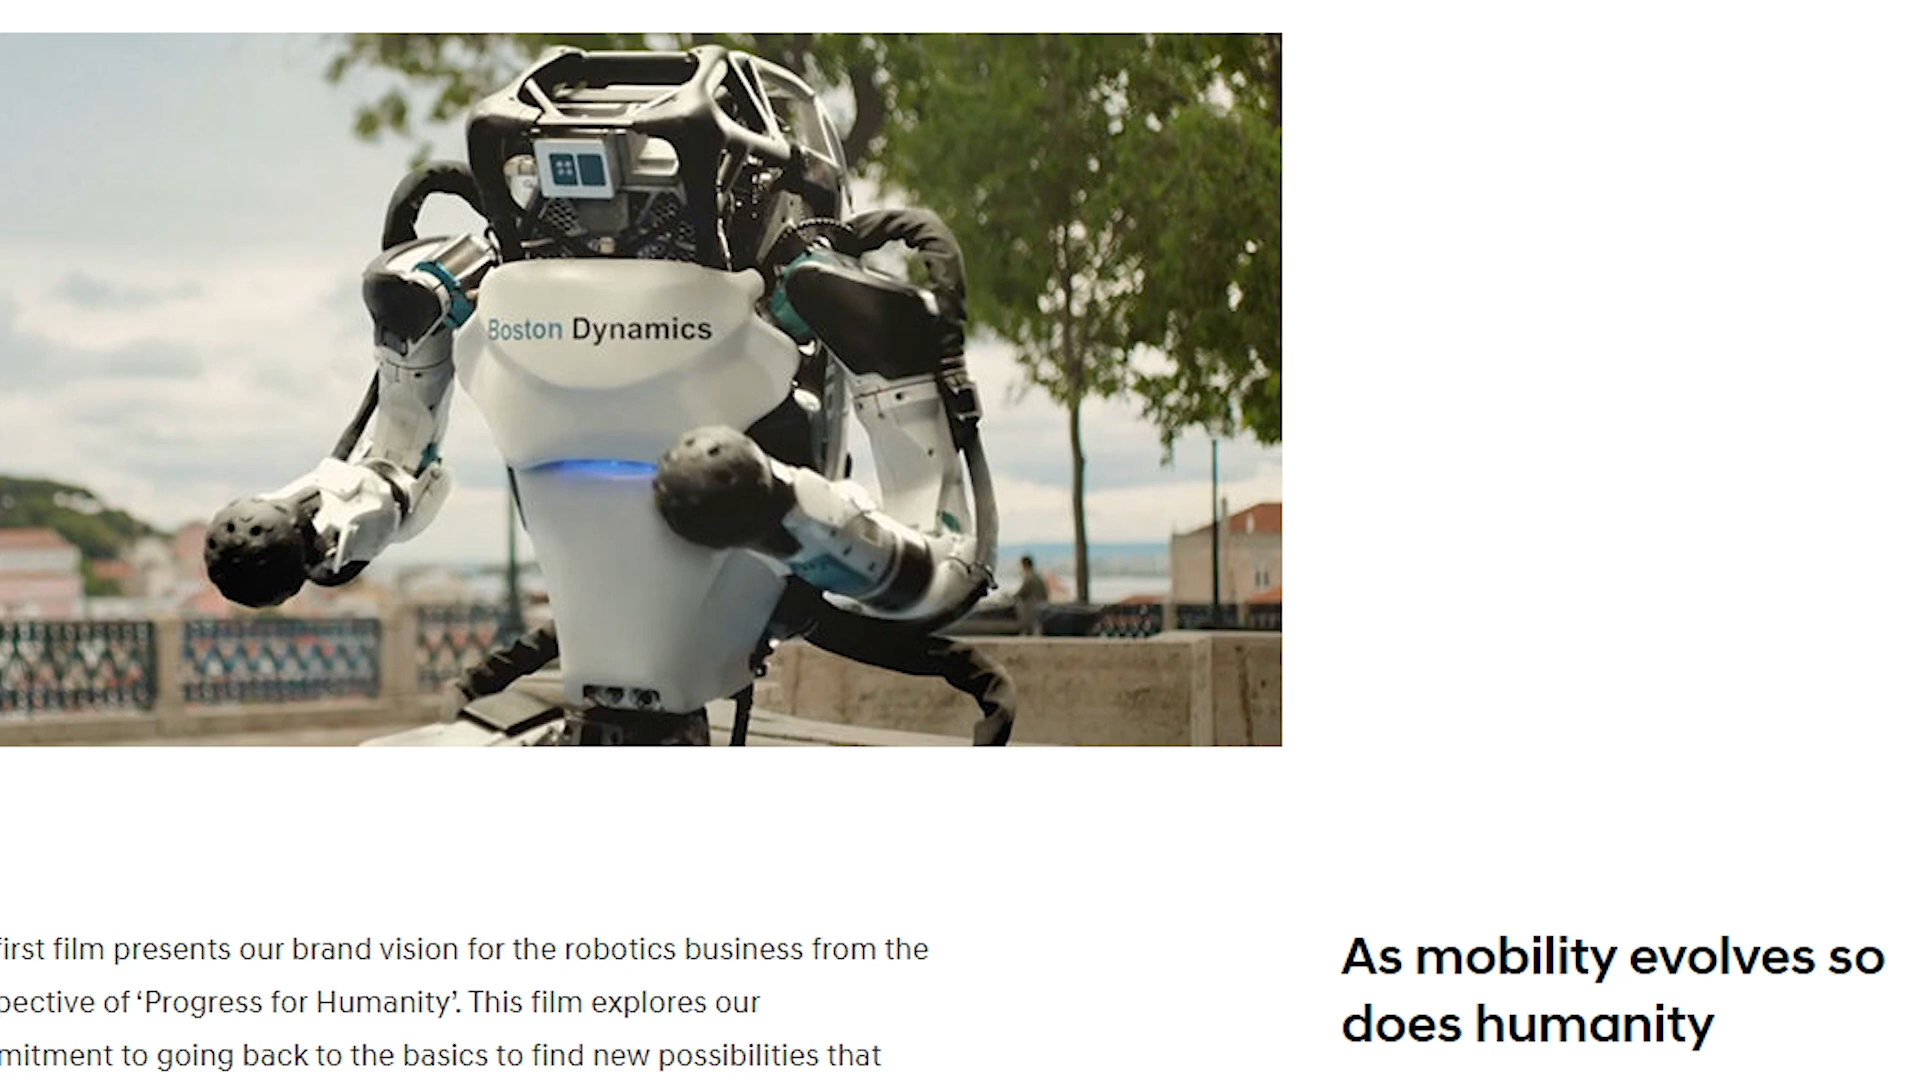 Boston Dynamics
first film presents our brand vision for the robotics business from the
pective of ‘Progress for Humanity’. This film explores our
mitment to going back to the basics to find new possibilities that
As mobility evolves so
does humanity